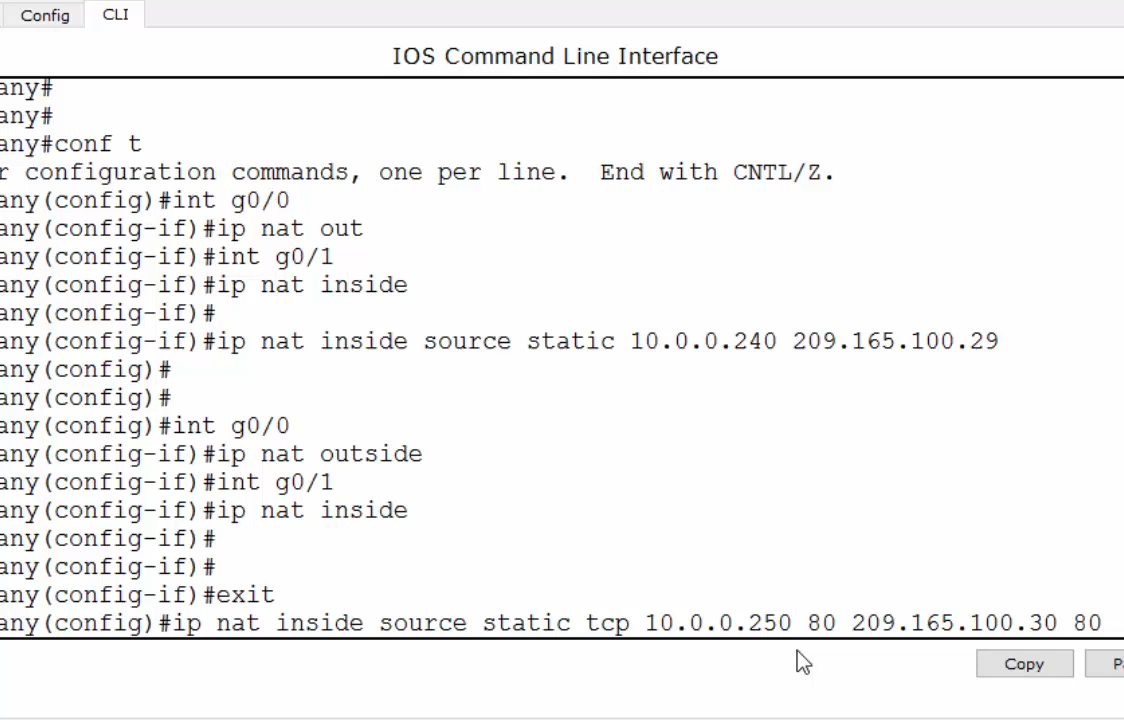 Config CLI
IOS Command Line Interface
any#
any#
any#conf t
r configuration commands, one per line.  End with CNTL/Z.
any(config)#int g0/0
any(config-if)#ip nat out
any(config-if)#int g0/1
any(config-if)#ip nat inside
any(config-if)#
any(config-if)#ip nat inside source static 10.0.0.240 209.165.100.29
any(config)#
any(config)#
any(config)#int g0/0
any(config-if)#ip nat outside
any(config-if)#int g0/1
any(config-if)#ip nat inside
any(config-if)#
any(config-if)#
any(config-if)#exit
any(config)#ip nat inside source static tcp 10.0.0.250 80 209.165.100.30 80
Copy